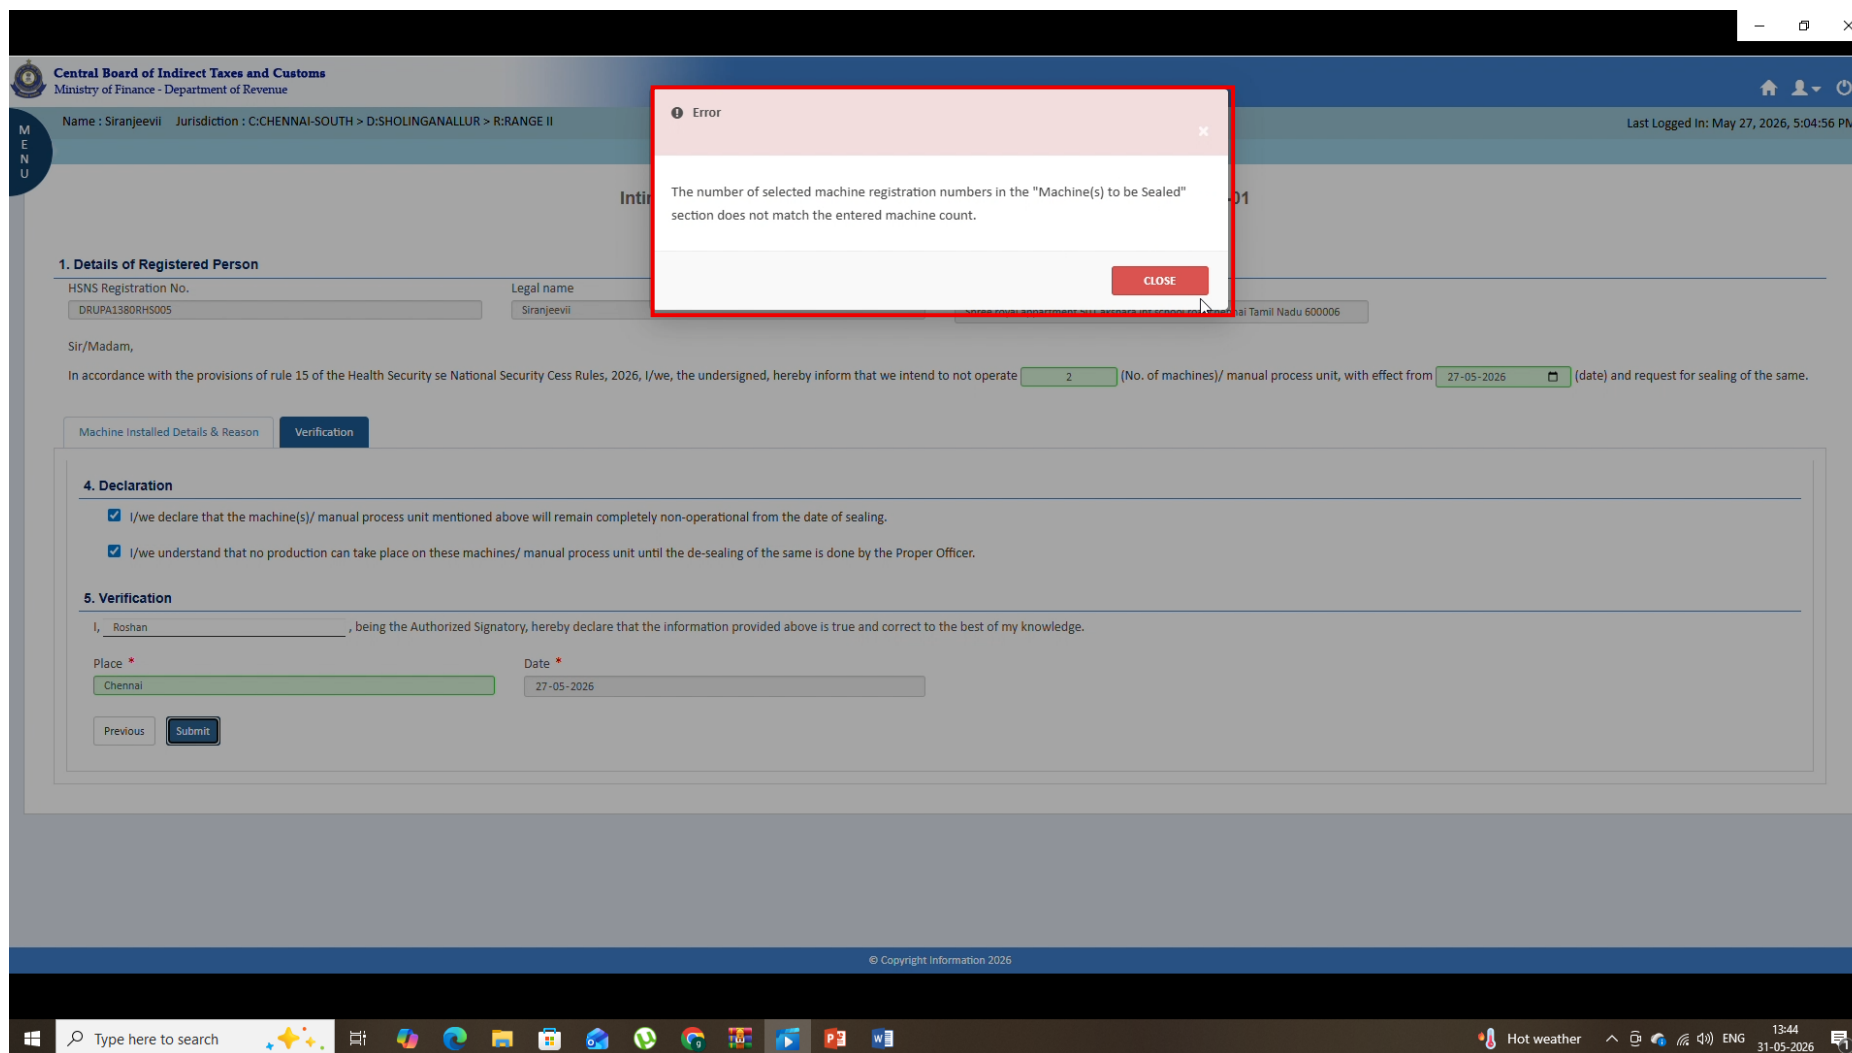 Central Board of Indirect Taxes and Customs
Ministry of Finance - Department of Revenue
MENU
Name : Siranjeevii Jurisdiction : C:CHENNAI-SOUTH > D:SHOLINGANALLUR > R:RANGE II
Last Logged In: May 27, 2026, 5:04:56 PM
Error
×
The number of selected machine registration numbers in the "Machine(s) to be Sealed"
section does not match the entered machine count.
CLOSE
-01
1. Details of Registered Person
HSNS Registration No.
Legal name
DRUPA1380RHS005
Siranjeevii
Tamil Nadu 600006
Sir/Madam,
In accordance with the provisions of rule 15 of the Health Security se National Security Cess Rules, 2026, I/we, the undersigned, hereby inform that we intend to not operate 2 (No. of machines)/ manual process unit, with effect from 27-05-2026 (date) and request for sealing of the same.
Machine Installed Details & Reason
Verification
4. Declaration
I/we declare that the machine(s)/ manual process unit mentioned above will remain completely non-operational from the date of sealing.
I/we understand that no production can take place on these machines/ manual process unit until the de-sealing of the same is done by the Proper Officer.
5. Verification
I, Roshan , being the Authorized Signatory, hereby declare that the information provided above is true and correct to the best of my knowledge.
Place *
Date *
Chennai
27-05-2026
Previous
Submit
© Copyright Information 2026
Type here to search
Hot weather
ENG
13:44
31-05-2026